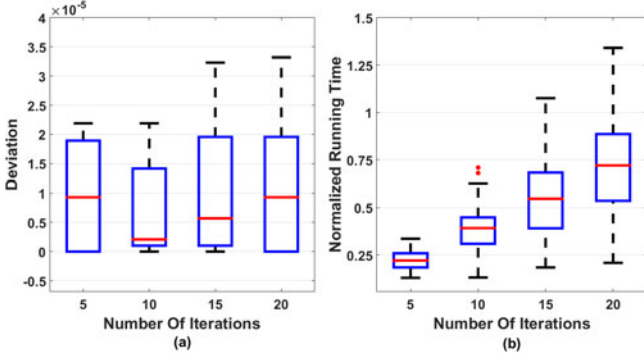 ×10⁻⁵
4
3.5
3
2.5
2
1.5
1
0.5
0
-0.5
Deviation
5 10 15 20
Number Of Iterations
(a)
1.5
1.25
1
0.75
0.5
0.25
Normalized Running Time
5 10 15 20
Number Of Iterations
(b)